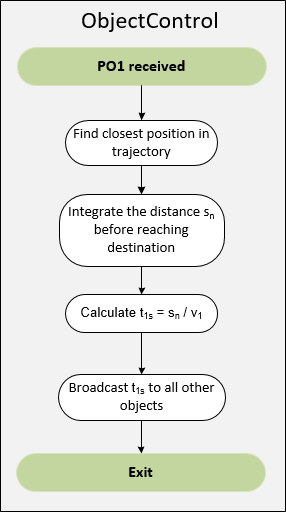 ObjectControl
PO1 received
Find closest position in
trajectory
Integrate the distance sₙ
before reaching
destination
Calculate t₁ₛ = sₙ / v₁
Broadcast t₁ₛ to all other
objects
Exit